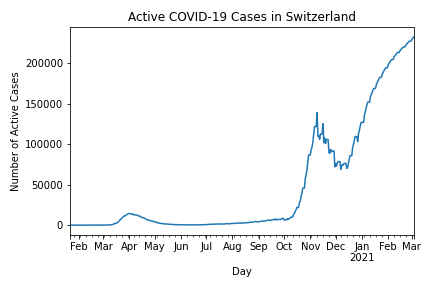 Active COVID-19 Cases in Switzerland
Number of Active Cases
200000
150000
100000
50000
0
Feb Mar Apr May Jun Jul Aug Sep Oct Nov Dec Jan Feb Mar
2021
Day